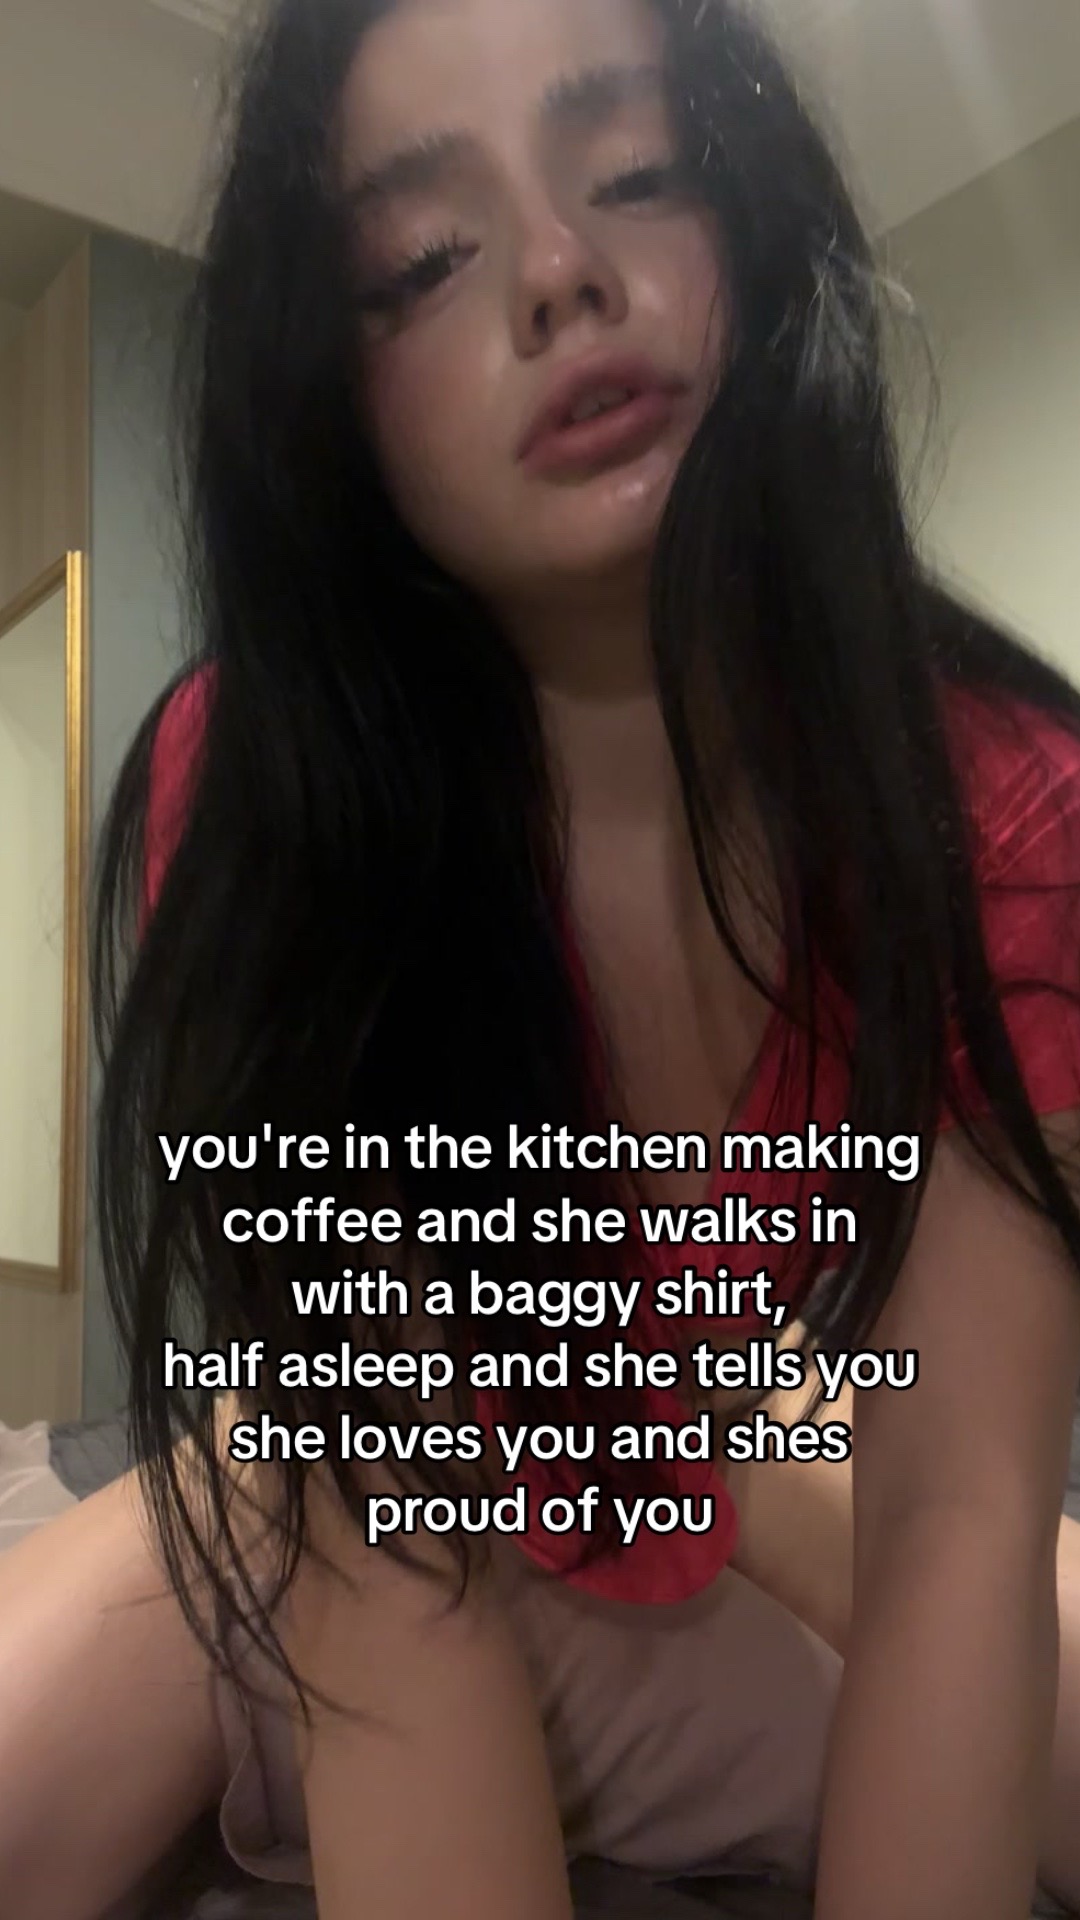 you're in the kitchen making
coffee and she walks in
with a baggy shirt,
half asleep and she tells you
she loves you and shes
proud of you